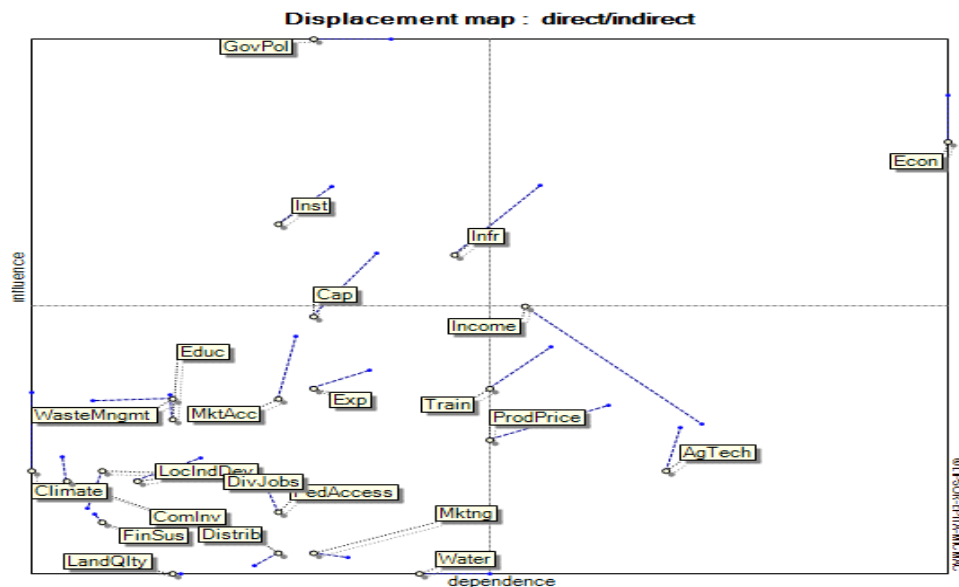 Displacement map : direct/indirect
GovPol
Econ
Inst
Infr
influence
Cap
Income
Educ
WasteMngmt
MktAcc
Exp
Train
ProdPrice
AgTech
LocIndDev
DivJobs
Climate
ComInv
Mktng
FinSus
Distrib
LandQlty
Water
dependence